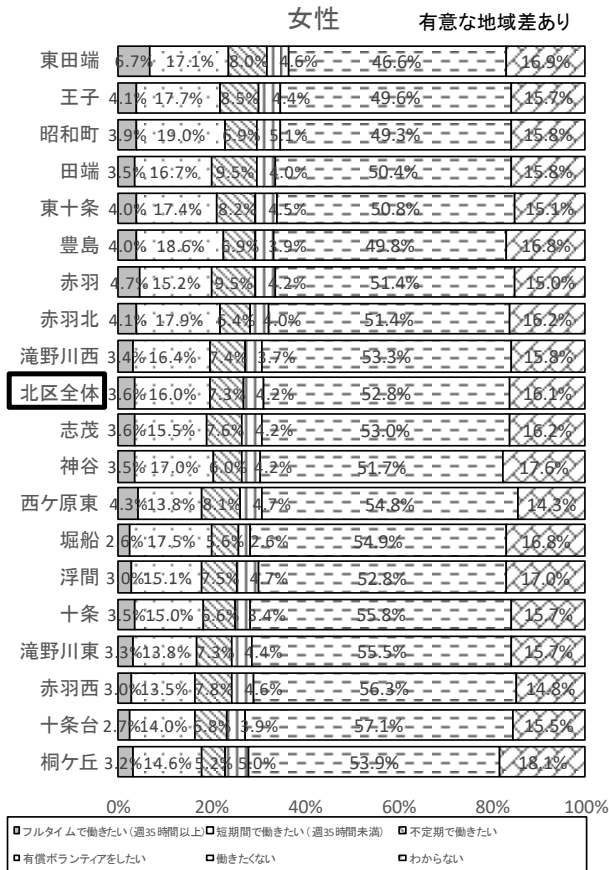 女性 有意な地域差あり
東田端 6.7% 17.1% 8.0% 4.6% 46.6% 16.9%
王子 4.1% 17.7% 8.5% 4.4% 49.6% 15.7%
昭和町 3.9% 19.0% 6.9% 5.1% 49.3% 15.8%
田端 3.5% 16.7% 9.5% 4.0% 50.4% 15.8%
東十条 4.0% 17.4% 8.2% 4.5% 50.8% 15.1%
豊島 4.0% 18.6% 6.9% 3.9% 49.8% 16.8%
赤羽 4.7% 15.2% 9.5% 4.2% 51.4% 15.0%
赤羽北 4.1% 17.9% 6.4% 4.0% 51.4% 16.2%
滝野川西 3.4% 16.4% 7.4% 3.7% 53.3% 15.8%
北区全体 3.6% 16.0% 7.3% 4.2% 52.8% 16.1%
志茂 3.6% 15.5% 7.6% 4.2% 53.0% 16.2%
神谷 3.5% 17.0% 6.0% 4.2% 51.7% 17.6%
西ケ原東 4.3% 13.8% 8.1% 4.7% 54.8% 14.3%
堀船 2.6% 17.5% 5.6% 2.6% 54.9% 16.8%
浮間 3.0% 15.1% 7.5% 4.7% 52.8% 17.0%
十条 3.5% 15.0% 6.6% 3.4% 55.8% 15.7%
滝野川東 3.3% 13.8% 7.3% 4.4% 55.5% 15.7%
赤羽西 3.0% 13.5% 7.8% 4.6% 56.3% 14.8%
十条台 2.7% 14.0% 6.8% 3.9% 57.1% 15.5%
桐ケ丘 3.2% 14.6% 5.2% 5.0% 53.9% 18.1%
0% 20% 40% 60% 80% 100%
フルタイムで働きたい(週35時間以上) 短期間で働きたい(週35時間未満) 不定期で働きたい
有償ボランティアをしたい 働きたくない わからない